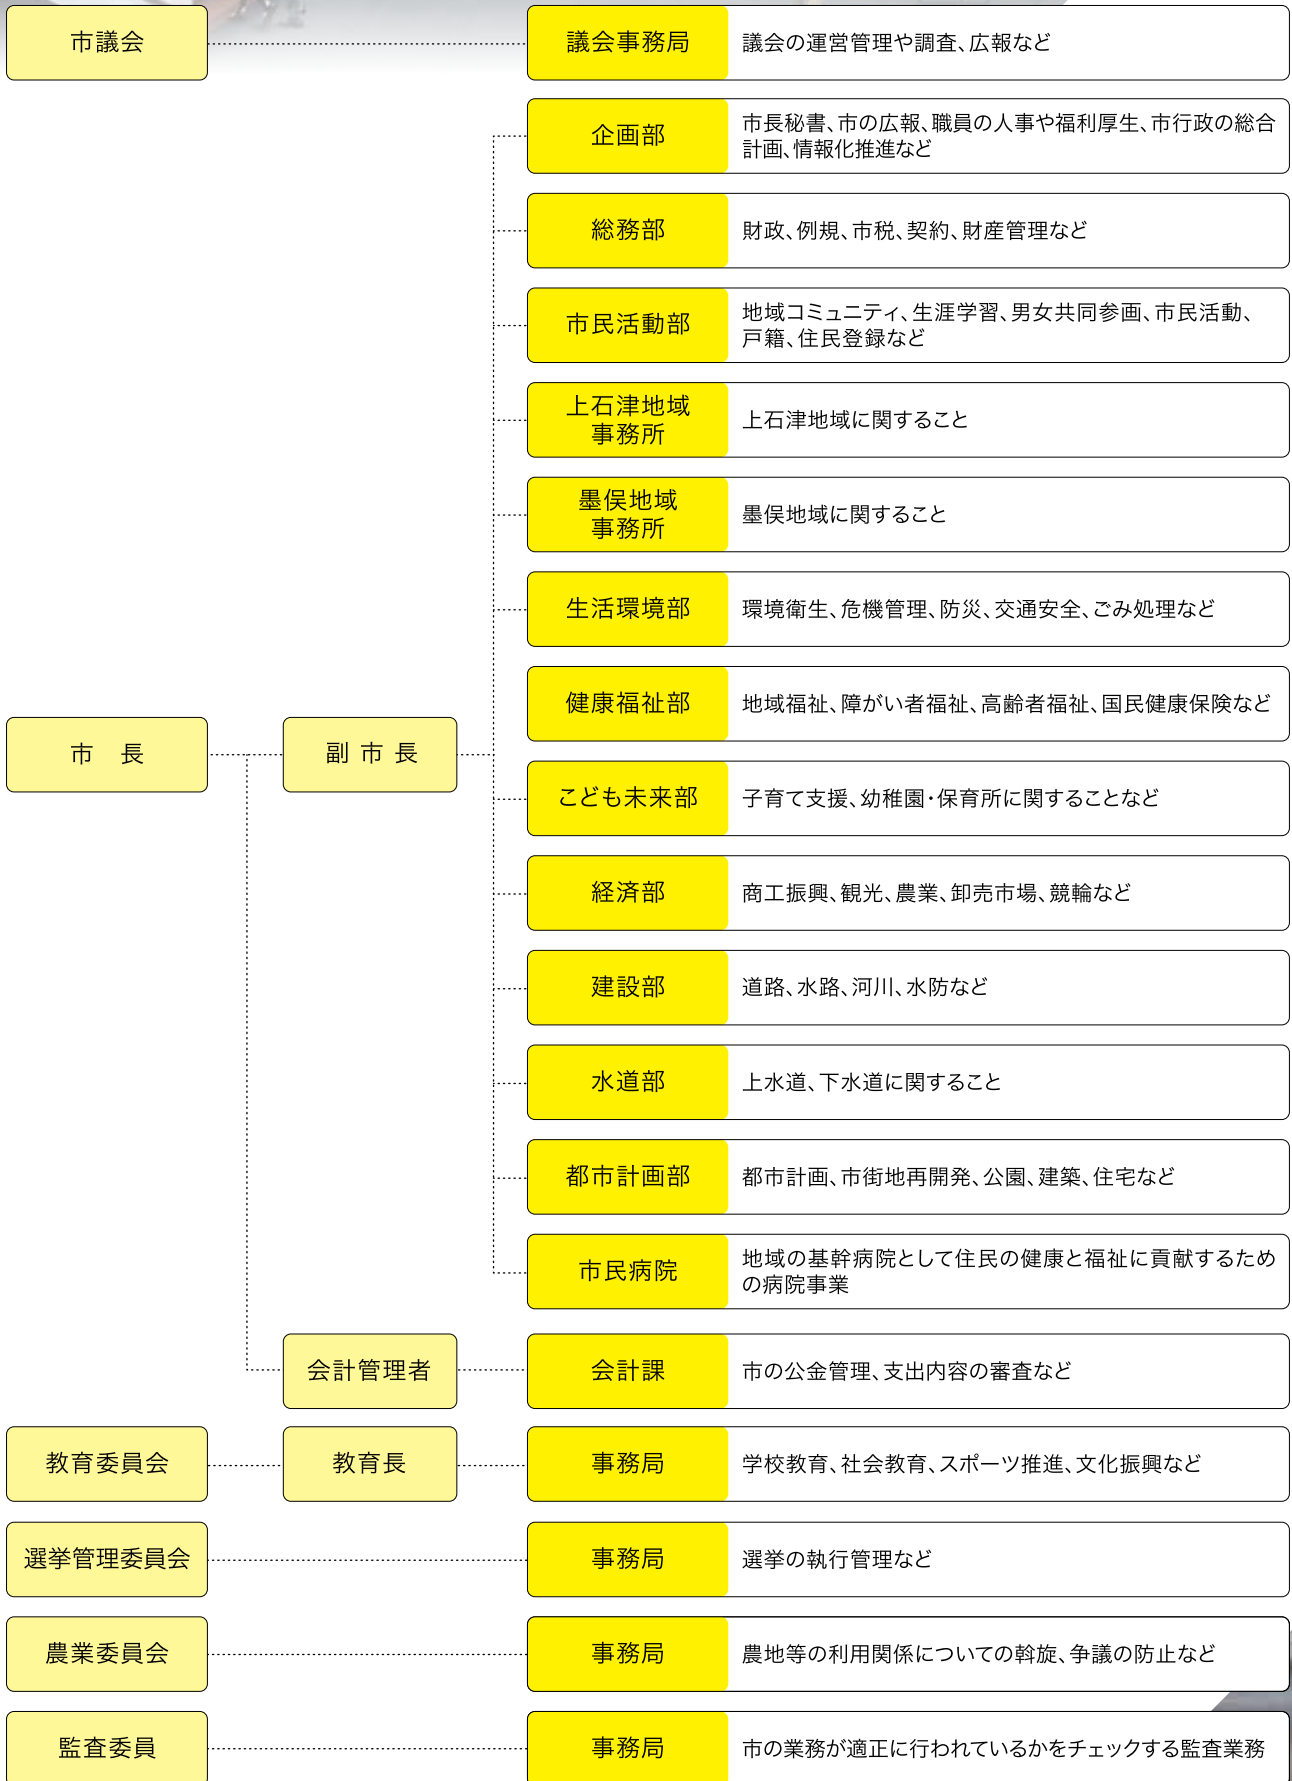 市議会
議会事務局
議会の運営管理や調査、広報など
企画部
市長秘書、市の広報、職員の人事や福利厚生、市行政の総合
計画、情報化推進など
総務部
財政、例規、市税、契約、財産管理など
市民活動部
地域コミュニティ、生涯学習、男女共同参画、市民活動、
戸籍、住民登録など
上石津地域
事務所
上石津地域に関すること
墨俣地域
事務所
墨俣地域に関すること
生活環境部
環境衛生、危機管理、防災、交通安全、ごみ処理など
健康福祉部
地域福祉、障がい者福祉、高齢者福祉、国民健康保険など
市　長
副 市 長
こども未来部
子育て支援、幼稚園・保育所に関することなど
経済部
商工振興、観光、農業、卸売市場、競輪など
建設部
道路、水路、河川、水防など
水道部
上水道、下水道に関すること
都市計画部
都市計画、市街地再開発、公園、建築、住宅など
市民病院
地域の基幹病院として住民の健康と福祉に貢献するため
の病院事業
会計管理者
会計課
市の公金管理、支出内容の審査など
教育委員会
教育長
事務局
学校教育、社会教育、スポーツ推進、文化振興など
選挙管理委員会
事務局
選挙の執行管理など
農業委員会
事務局
農地等の利用関係についての斡旋、争議の防止など
監査委員
事務局
市の業務が適正に行われているかをチェックする監査業務